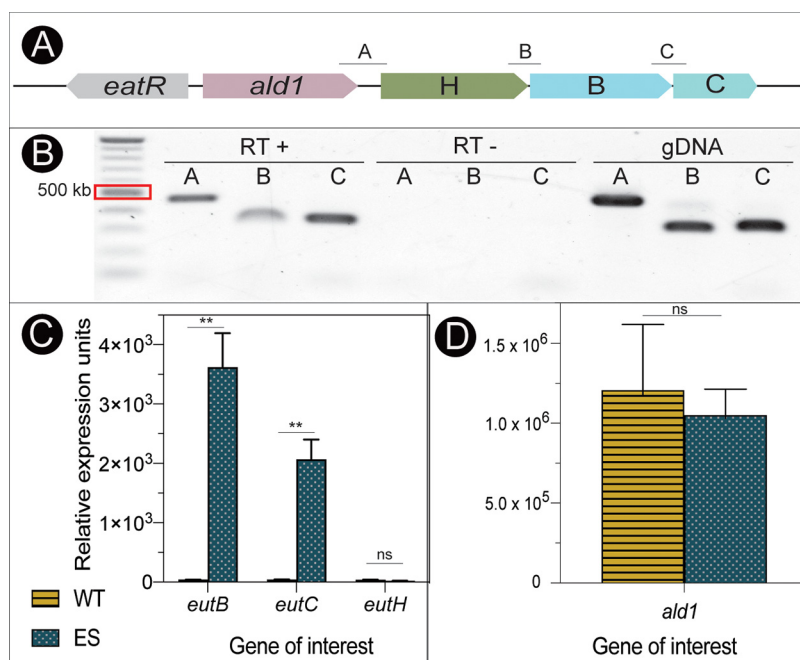 A
A B C
eatR ald1 H B C
B
RT + RT - gDNA
500 kb
A B C A B C A B C
C
Relative expression units
4×10³
3×10³
2×10³
1×10³
0
**
**
ns
eutB eutC eutH
Gene of interest
WT
ES
D
ns
1.5 x 10⁶
1.0 x 10⁶
5.0 x 10⁵
0
ald1
Gene of interest